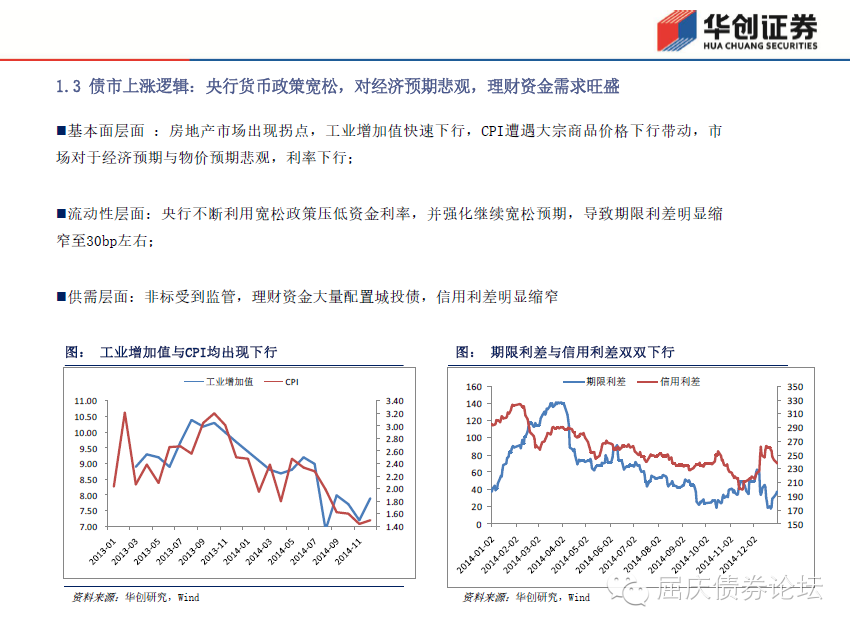 华创证券
HUA CHUANG SECURITIES
1.3 债市上涨逻辑：央行货币政策宽松，对经济预期悲观，理财资金需求旺盛
■基本面层面 ：房地产市场出现拐点，工业增加值快速下行，CPI遭遇大宗商品价格下行带动，市
场对于经济预期与物价预期悲观，利率下行；
■流动性层面：央行不断利用宽松政策压低资金利率，并强化继续宽松预期，导致期限利差明显缩
窄至30bp左右；
■供需层面：非标受到监管，理财资金大量配置城投债，信用利差明显缩窄
图： 工业增加值与CPI均出现下行
工业增加值 CPI
11.00 3.40
10.50 3.20
10.00 3.00
9.50 2.80
9.00 2.60
8.50 2.40
8.00 2.20
7.50 2.00
7.00 1.80
1.60
1.40
2013-01 2013-03 2013-05 2013-07 2013-09 2013-11 2014-01 2014-03 2014-05 2014-07 2014-09 2014-11
资料来源：华创研究，Wind
图： 期限利差与信用利差双双下行
期限利差 信用利差
160 350
140 330
120 310
100 290
80 270
60 250
40 230
20 210
0 190
170
150
2014-01-02 2014-02-02 2014-03-02 2014-04-02 2014-05-02 2014-06-02 2014-07-02 2014-08-02 2014-09-02 2014-10-02 2014-11-02 2014-12-02
资料来源：华创研究，Wind
屈庆债券论坛